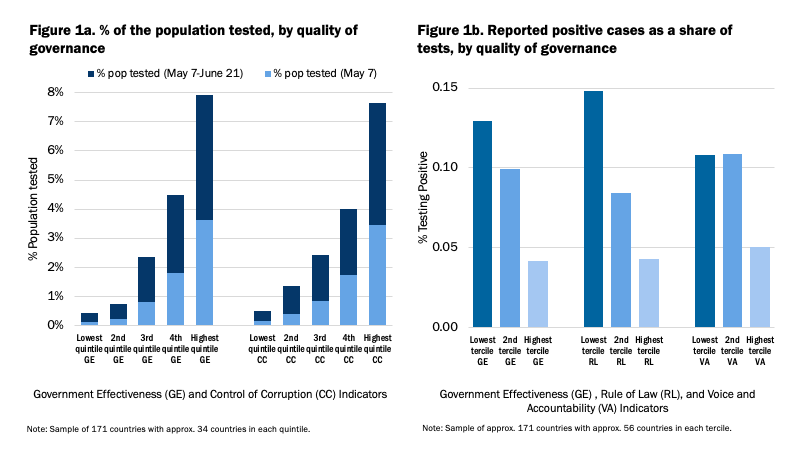 Figure 1a. % of the population tested, by quality of
governance
% pop tested (May 7-June 21)
% pop tested (May 7)
8%
7%
6%
5%
4%
3%
2%
1%
0%
% Population tested
Lowest quintile GE
2nd quintile GE
3rd quintile GE
4th quintile GE
Highest quintile GE
Lowest quintile CC
2nd quintile CC
3rd quintile CC
4th quintile CC
Highest quintile CC
Government Effectiveness (GE) and Control of Corruption (CC) Indicators
Note: Sample of 171 countries with approx. 34 countries in each quintile.
Figure 1b. Reported positive cases as a share of
tests, by quality of governance
0.15
0.10
0.05
0.00
% Testing Positive
Lowest tercile GE
2nd tercile GE
Highest tercile GE
Lowest tercile RL
2nd tercile RL
Highest tercile RL
Lowest tercile VA
2nd tercile VA
Highest tercile VA
Government Effectiveness (GE) , Rule of Law (RL), and Voice and
Accountability (VA) Indicators
Note: Sample of approx. 171 countries with approx. 56 countries in each tercile.